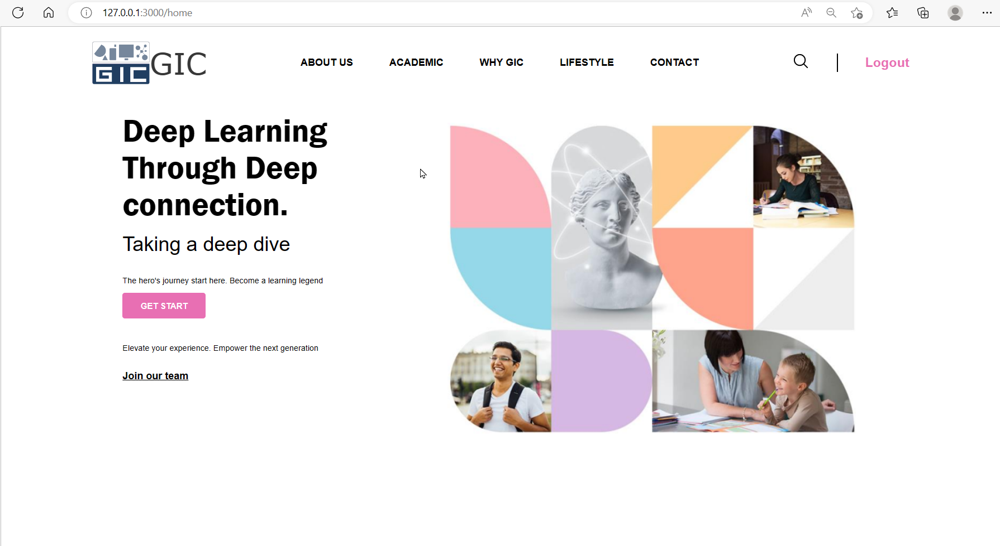 127.0.0.1:3000/home
GIC
GIC
ABOUT US
ACADEMIC
WHY GIC
LIFESTYLE
CONTACT
Logout
Deep Learning
Through Deep
connection.
Taking a deep dive
The hero's journey start here. Become a learning legend
GET START
Elevate your experience. Empower the next generation
Join our team